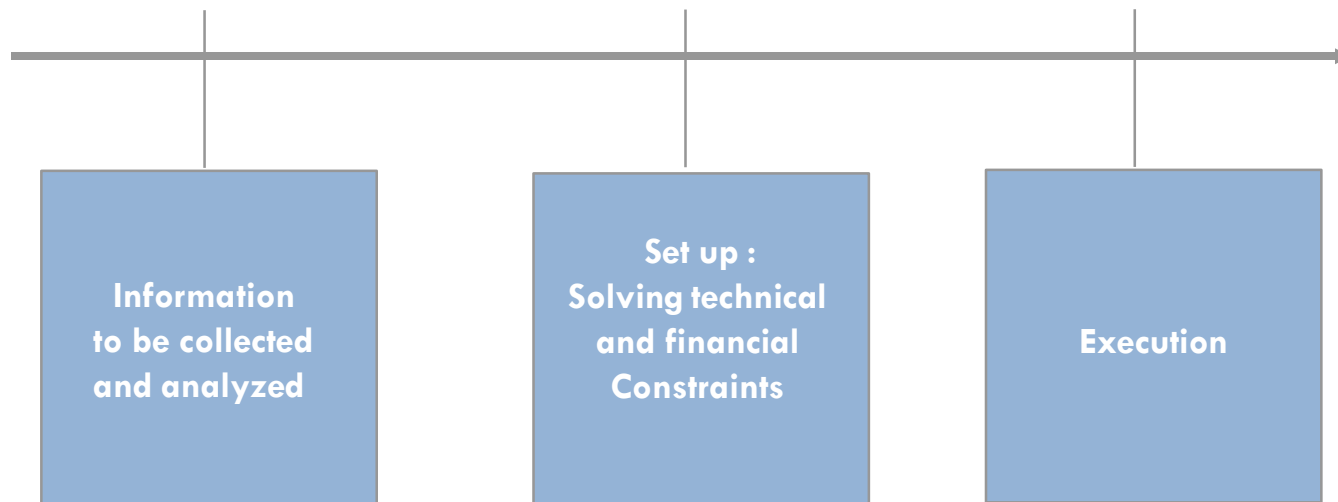 Information
to be collected
and analyzed
Set up :
Solving technical
and financial
Constraints
Execution